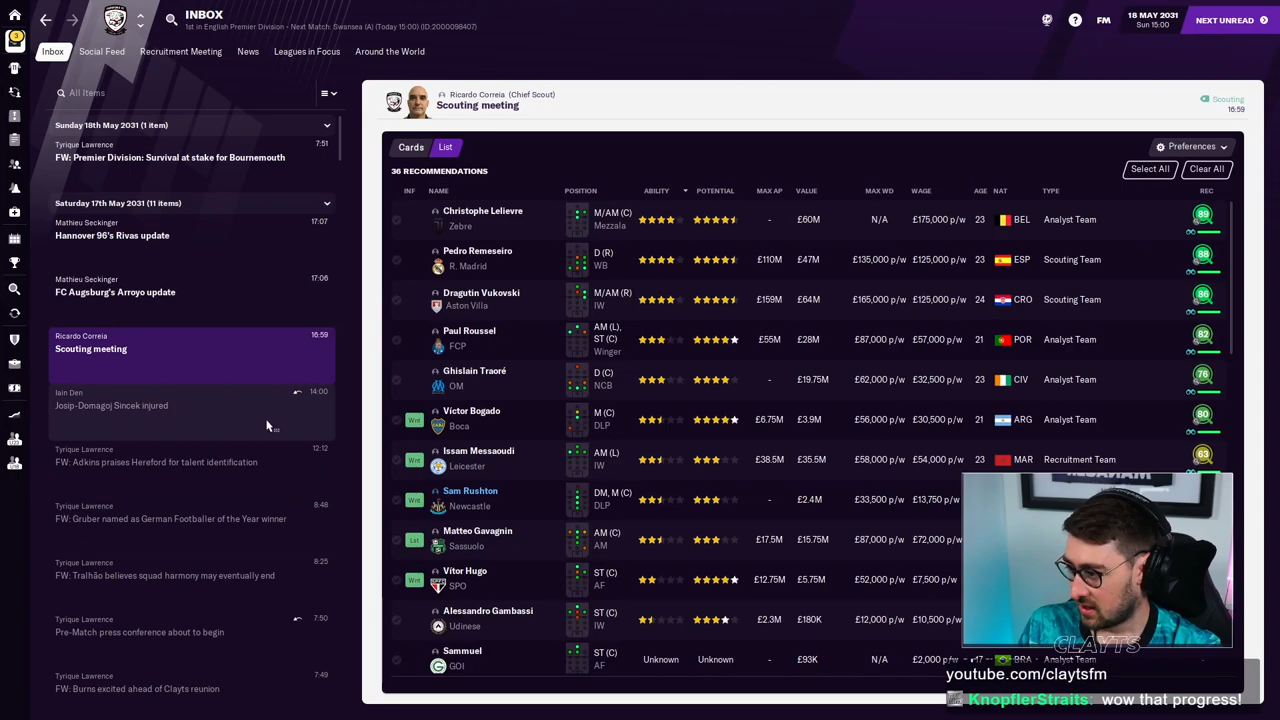 INBOX
1st in English Premier Division - Next Match: Swansea (A) (Today 15:00) (ID:2000098407)
FM
18 MAY 2031
Sun 15:00
NEXT UNREAD
3
Inbox
Social Feed
Recruitment Meeting
News
Leagues in Focus
Around the World
All Items
Sunday 18th May 2031 (1 item)
Tyrique Lawrence 7:51
FW: Premier Division: Survival at stake for Bournemouth
Saturday 17th May 2031 (11 items)
Mathieu Seckinger 17:07
Hannover 96's Rivas update
Mathieu Seckinger 17:06
FC Augsburg's Arroyo update
Ricardo Correia 16:59
Scouting meeting
Iain Den 14:00
Josip-Domagoj Sincek injured
Tyrique Lawrence 12:12
FW: Adkins praises Hereford for talent identification
Tyrique Lawrence 8:48
FW: Gruber named as German Footballer of the Year winner
Tyrique Lawrence 8:25
FW: Tralhão believes squad harmony may eventually end
Tyrique Lawrence 7:50
Pre-Match press conference about to begin
Tyrique Lawrence 7:49
FW: Burns excited ahead of Clayts reunion
Ricardo Correia (Chief Scout)
Scouting meeting
Scouting
16:59
Cards
List
Preferences
36 RECOMMENDATIONS
Select All
Clear All
INF NAME POSITION ABILITY POTENTIAL MAX AP VALUE MAX WD WAGE AGE NAT TYPE REC
Christophe Lelievre M/AM (C) - £60M N/A £175,000 p/w 23 BEL Analyst Team 89
Zebre Mezzala
Pedro Remeseiro D (R) £110M £47M £135,000 p/w £125,000 p/w 23 ESP Scouting Team 88
R. Madrid WB
Dragutin Vukovski M/AM (R) £159M £64M £165,000 p/w £125,000 p/w 24 CRO Scouting Team 86
Aston Villa IW
Paul Roussel AM (L), ST (C) £55M £28M £87,000 p/w £57,000 p/w 21 POR Analyst Team 82
FCP Winger
Ghislain Traoré D (C) - £19.75M £62,000 p/w £32,500 p/w 23 CIV Analyst Team 76
OM NCB
Wnt Víctor Bogado M (C) £6.75M £3.9M £56,000 p/w £30,500 p/w 21 ARG Analyst Team 80
Boca DLP
Wnt Issam Messaoudi AM (L) £38.5M £35.5M £58,000 p/w £54,000 p/w 23 MAR Recruitment Team 63
Leicester IW
Wnt Sam Rushton DM, M (C) - £2.4M £33,500 p/w £13,750 p/w
Newcastle DLP
Lst Matteo Gavagnin AM (C) £17.5M £15.75M £87,000 p/w £72,000 p/w
Sassuolo AM
Wnt Vítor Hugo ST (C) £12.75M £5.75M £52,000 p/w £7,500 p/w
SPO AF
Alessandro Gambassi ST (C) £2.3M £180K £12,000 p/w £10,500 p/w
Udinese IW
Sammuel ST (C) Unknown Unknown - £93K N/A £2,000 p/w 17 BRA Analyst Team -
GOI AF
CLAYTS
youtube.com/claytsfm
KnopflerStraits: wow that progress!